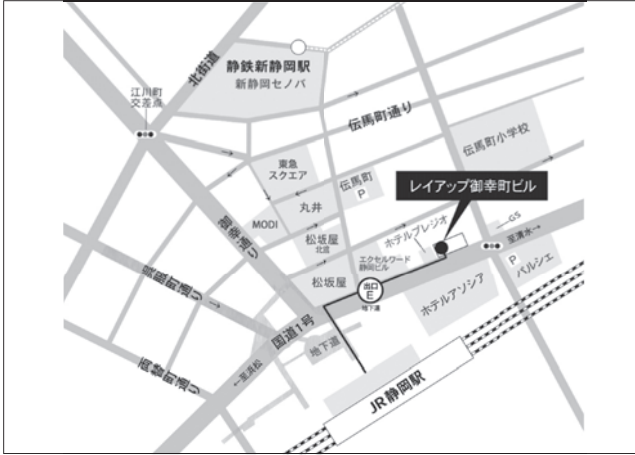 北街道
静鉄新静岡駅
新静岡セノバ
江川町
交差点
伝馬町通り
伝馬町小学校
東急
スクエア
伝馬町
P
レイアップ御幸町ビル
丸井
MODI
御幸通り
松坂屋
北館
ホテルプレジオ
GS
至清水→
エクセルワード
静岡ビル
P
パルシェ
呉服町通り
松坂屋
出口
E
地下道
ホテルアソシア
国道1号
地下道
両替町通り
←至浜松
JR静岡駅